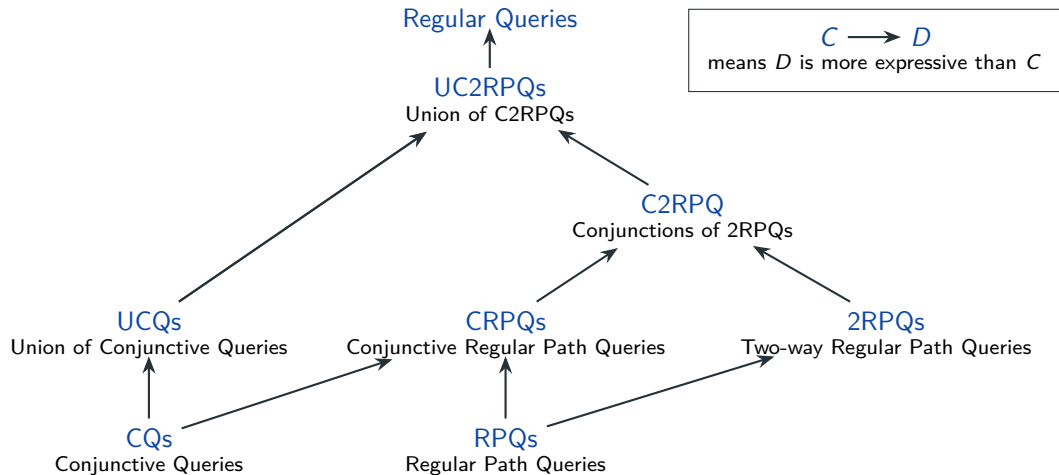 Regular Queries
C ⟶ D
means D is more expressive than C
UC2RPQs
Union of C2RPQs
C2RPQ
Conjunctions of 2RPQs
UCQs
Union of Conjunctive Queries
CRPQs
Conjunctive Regular Path Queries
2RPQs
Two-way Regular Path Queries
CQs
Conjunctive Queries
RPQs
Regular Path Queries